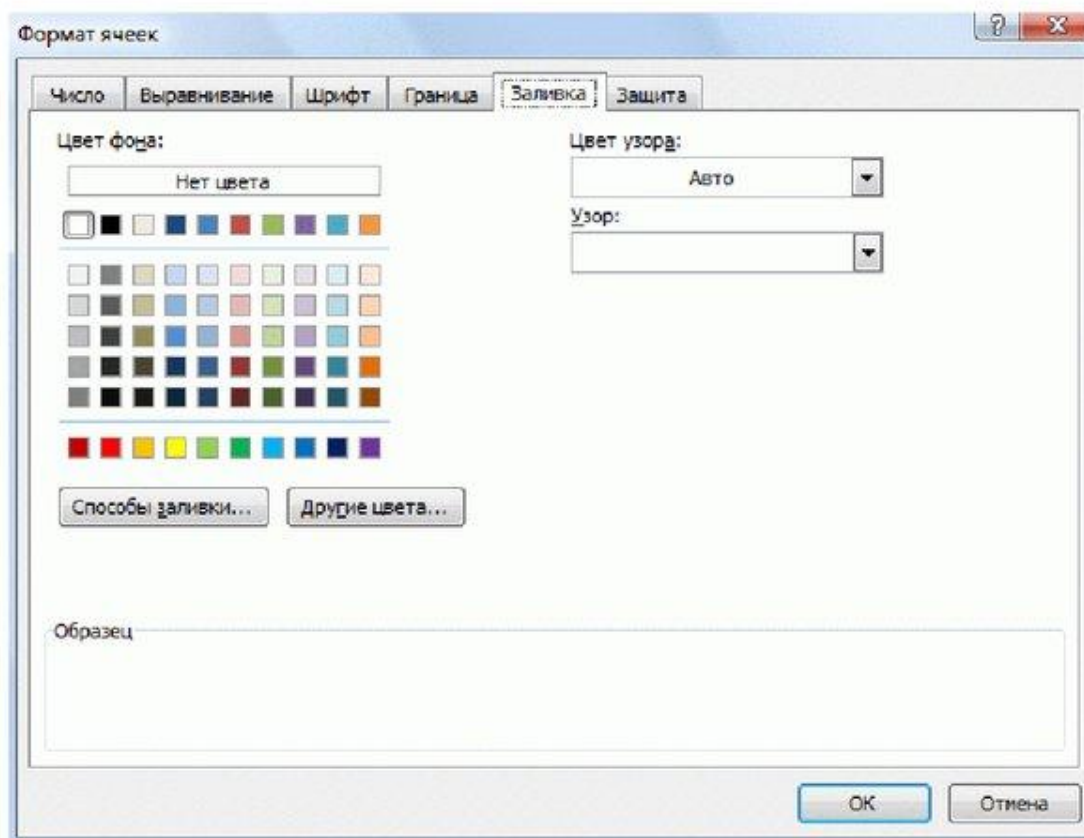 Формат ячеек
?
Число Выравнивание Шрифт Граница Заливка Защита
Цвет фона:
Нет цвета
Цвет узора:
Авто
Узор:
Способы заливки... Другие цвета...
Образец
ОК Отмена